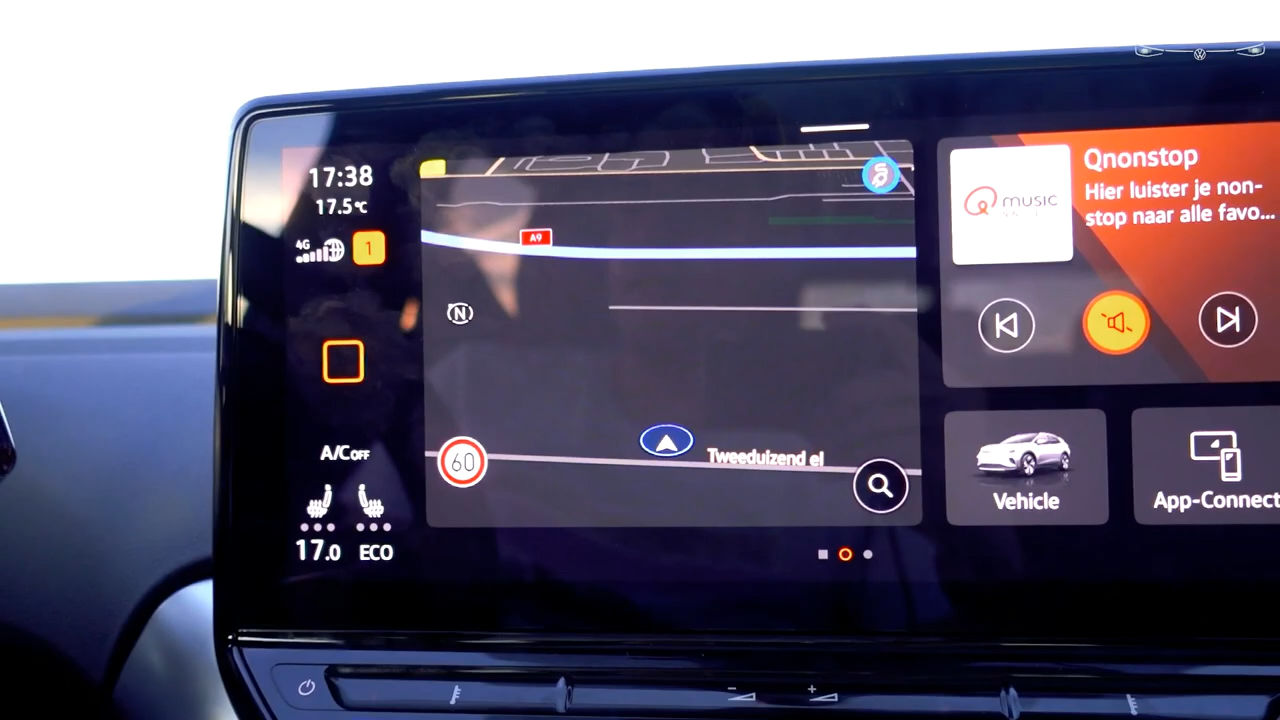 17:38
17.5°C
4G
1
A/C OFF
17.0 ECO
A9
N
60
Tweeduizend el
music
Qnonstop
Hier luister je non-
stop naar alle favo...
Vehicle
App-Connect